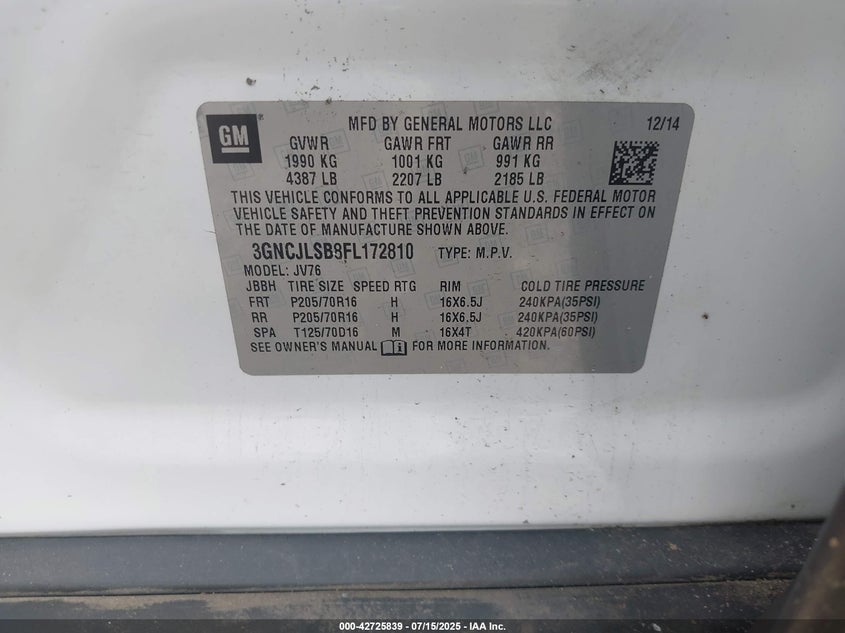 GM
MFD BY GENERAL MOTORS LLC 12/14
GVWR GAWR FRT GAWR RR
1990 KG 1001 KG 991 KG
4387 LB 2207 LB 2185 LB
THIS VEHICLE CONFORMS TO ALL APPLICABLE U.S. FEDERAL MOTOR
VEHICLE SAFETY AND THEFT PREVENTION STANDARDS IN EFFECT ON
THE DATE OF MANUFACTURE SHOWN ABOVE.
3GNCJLSB8FL172810 TYPE: M.P.V.
MODEL: JV76
JBBH TIRE SIZE SPEED RTG RIM COLD TIRE PRESSURE
FRT P205/70R16 H 16X6.5J 240KPA(35PSI)
RR P205/70R16 H 16X6.5J 240KPA(35PSI)
SPA T125/70D16 M 16X4T 420KPA(60PSI)
SEE OWNER'S MANUAL FOR MORE INFORMATION.
000-42725839 - 07/15/2025 - IAA Inc.